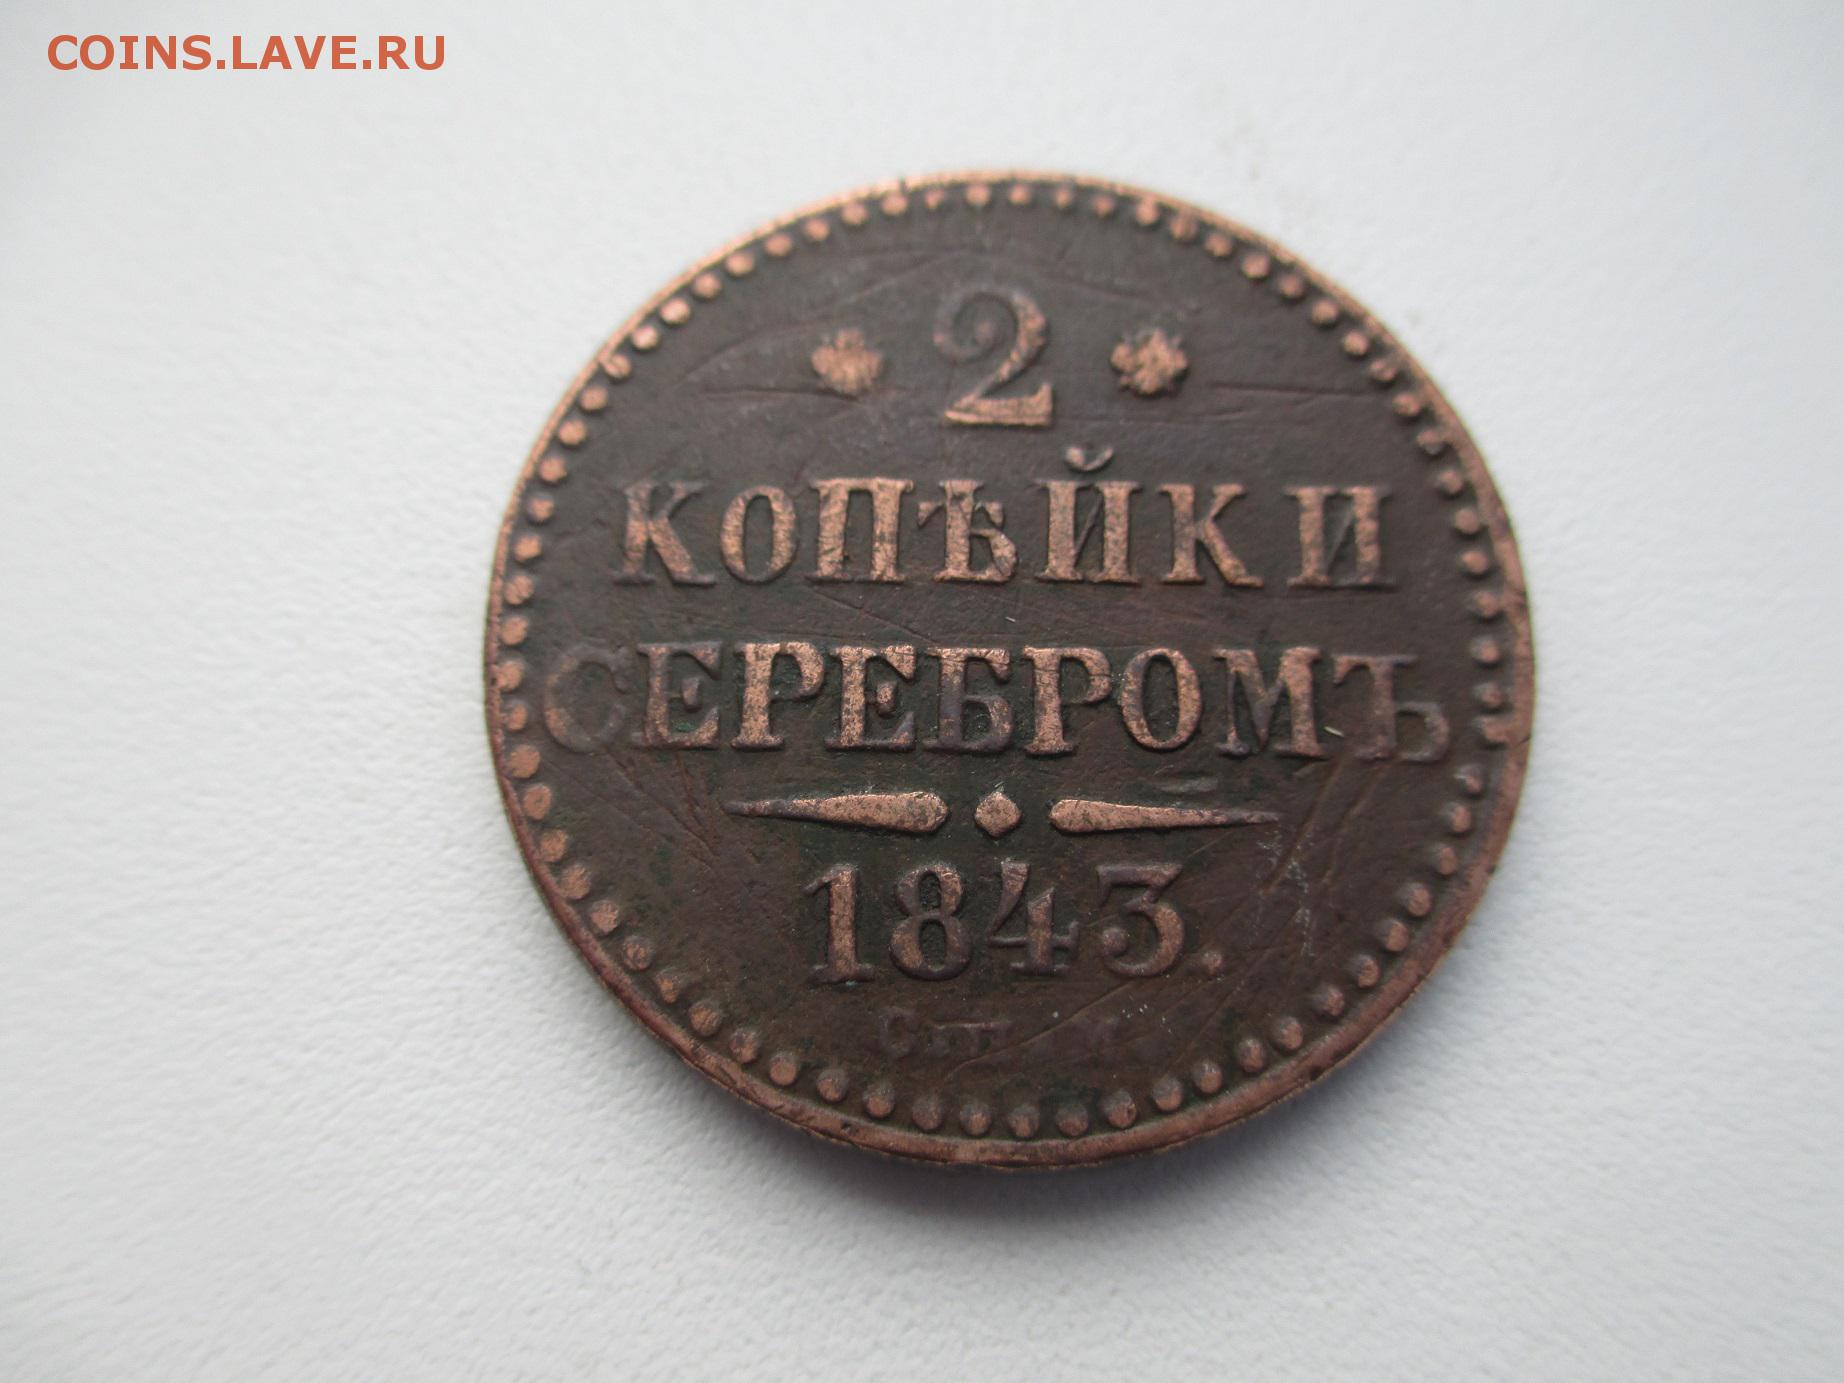 COINS.LAVE.RU
* 2 *
КОПѢЙКИ
СЕРЕБРОМЪ
1843.
С.П.М.